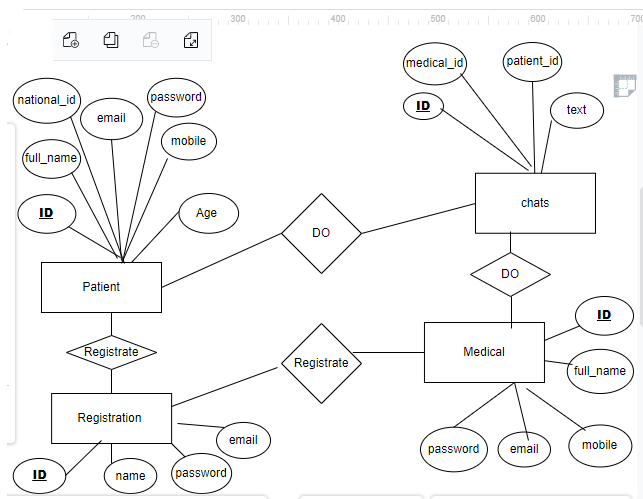 200
300
400
500
600
700
medical_id
patient_id
ID
text
national_id
password
email
mobile
full_name
ID
Age
DO
chats
Patient
DO
ID
Registrate
Registrate
Medical
full_name
Registration
email
password
email
mobile
ID
name
password